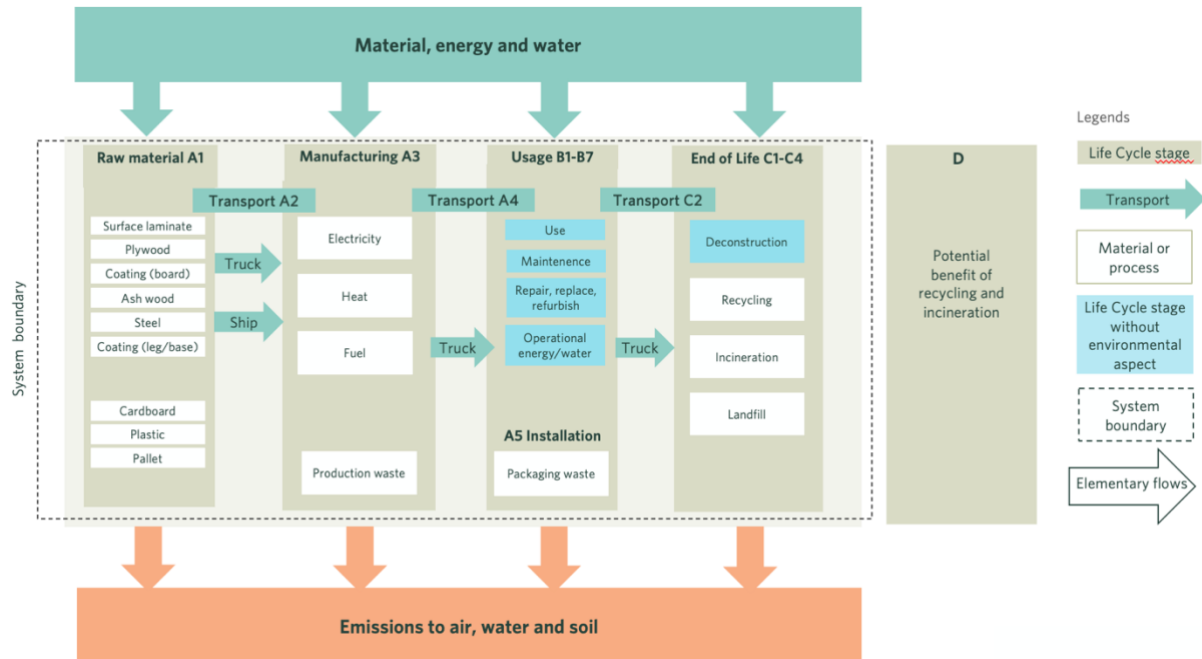 Material, energy and water
System boundary
Raw material A1
Manufacturing A3
Usage B1-B7
End of Life C1-C4
Transport A2
Transport A4
Transport C2
Surface laminate
Plywood
Coating (board)
Ash wood
Steel
Coating (leg/base)
Cardboard
Plastic
Pallet
Truck
Ship
Electricity
Heat
Fuel
Production waste
Truck
Use
Maintenence
Repair, replace,
refurbish
Operational
energy/water
A5 Installation
Packaging waste
Truck
Deconstruction
Recycling
Incineration
Landfill
D
Potential
benefit of
recycling and
incineration
Legends
Life Cycle stage
Transport
Material or
process
Life Cycle stage
without
environmental
aspect
System
boundary
Elementary flows
Emissions to air, water and soil